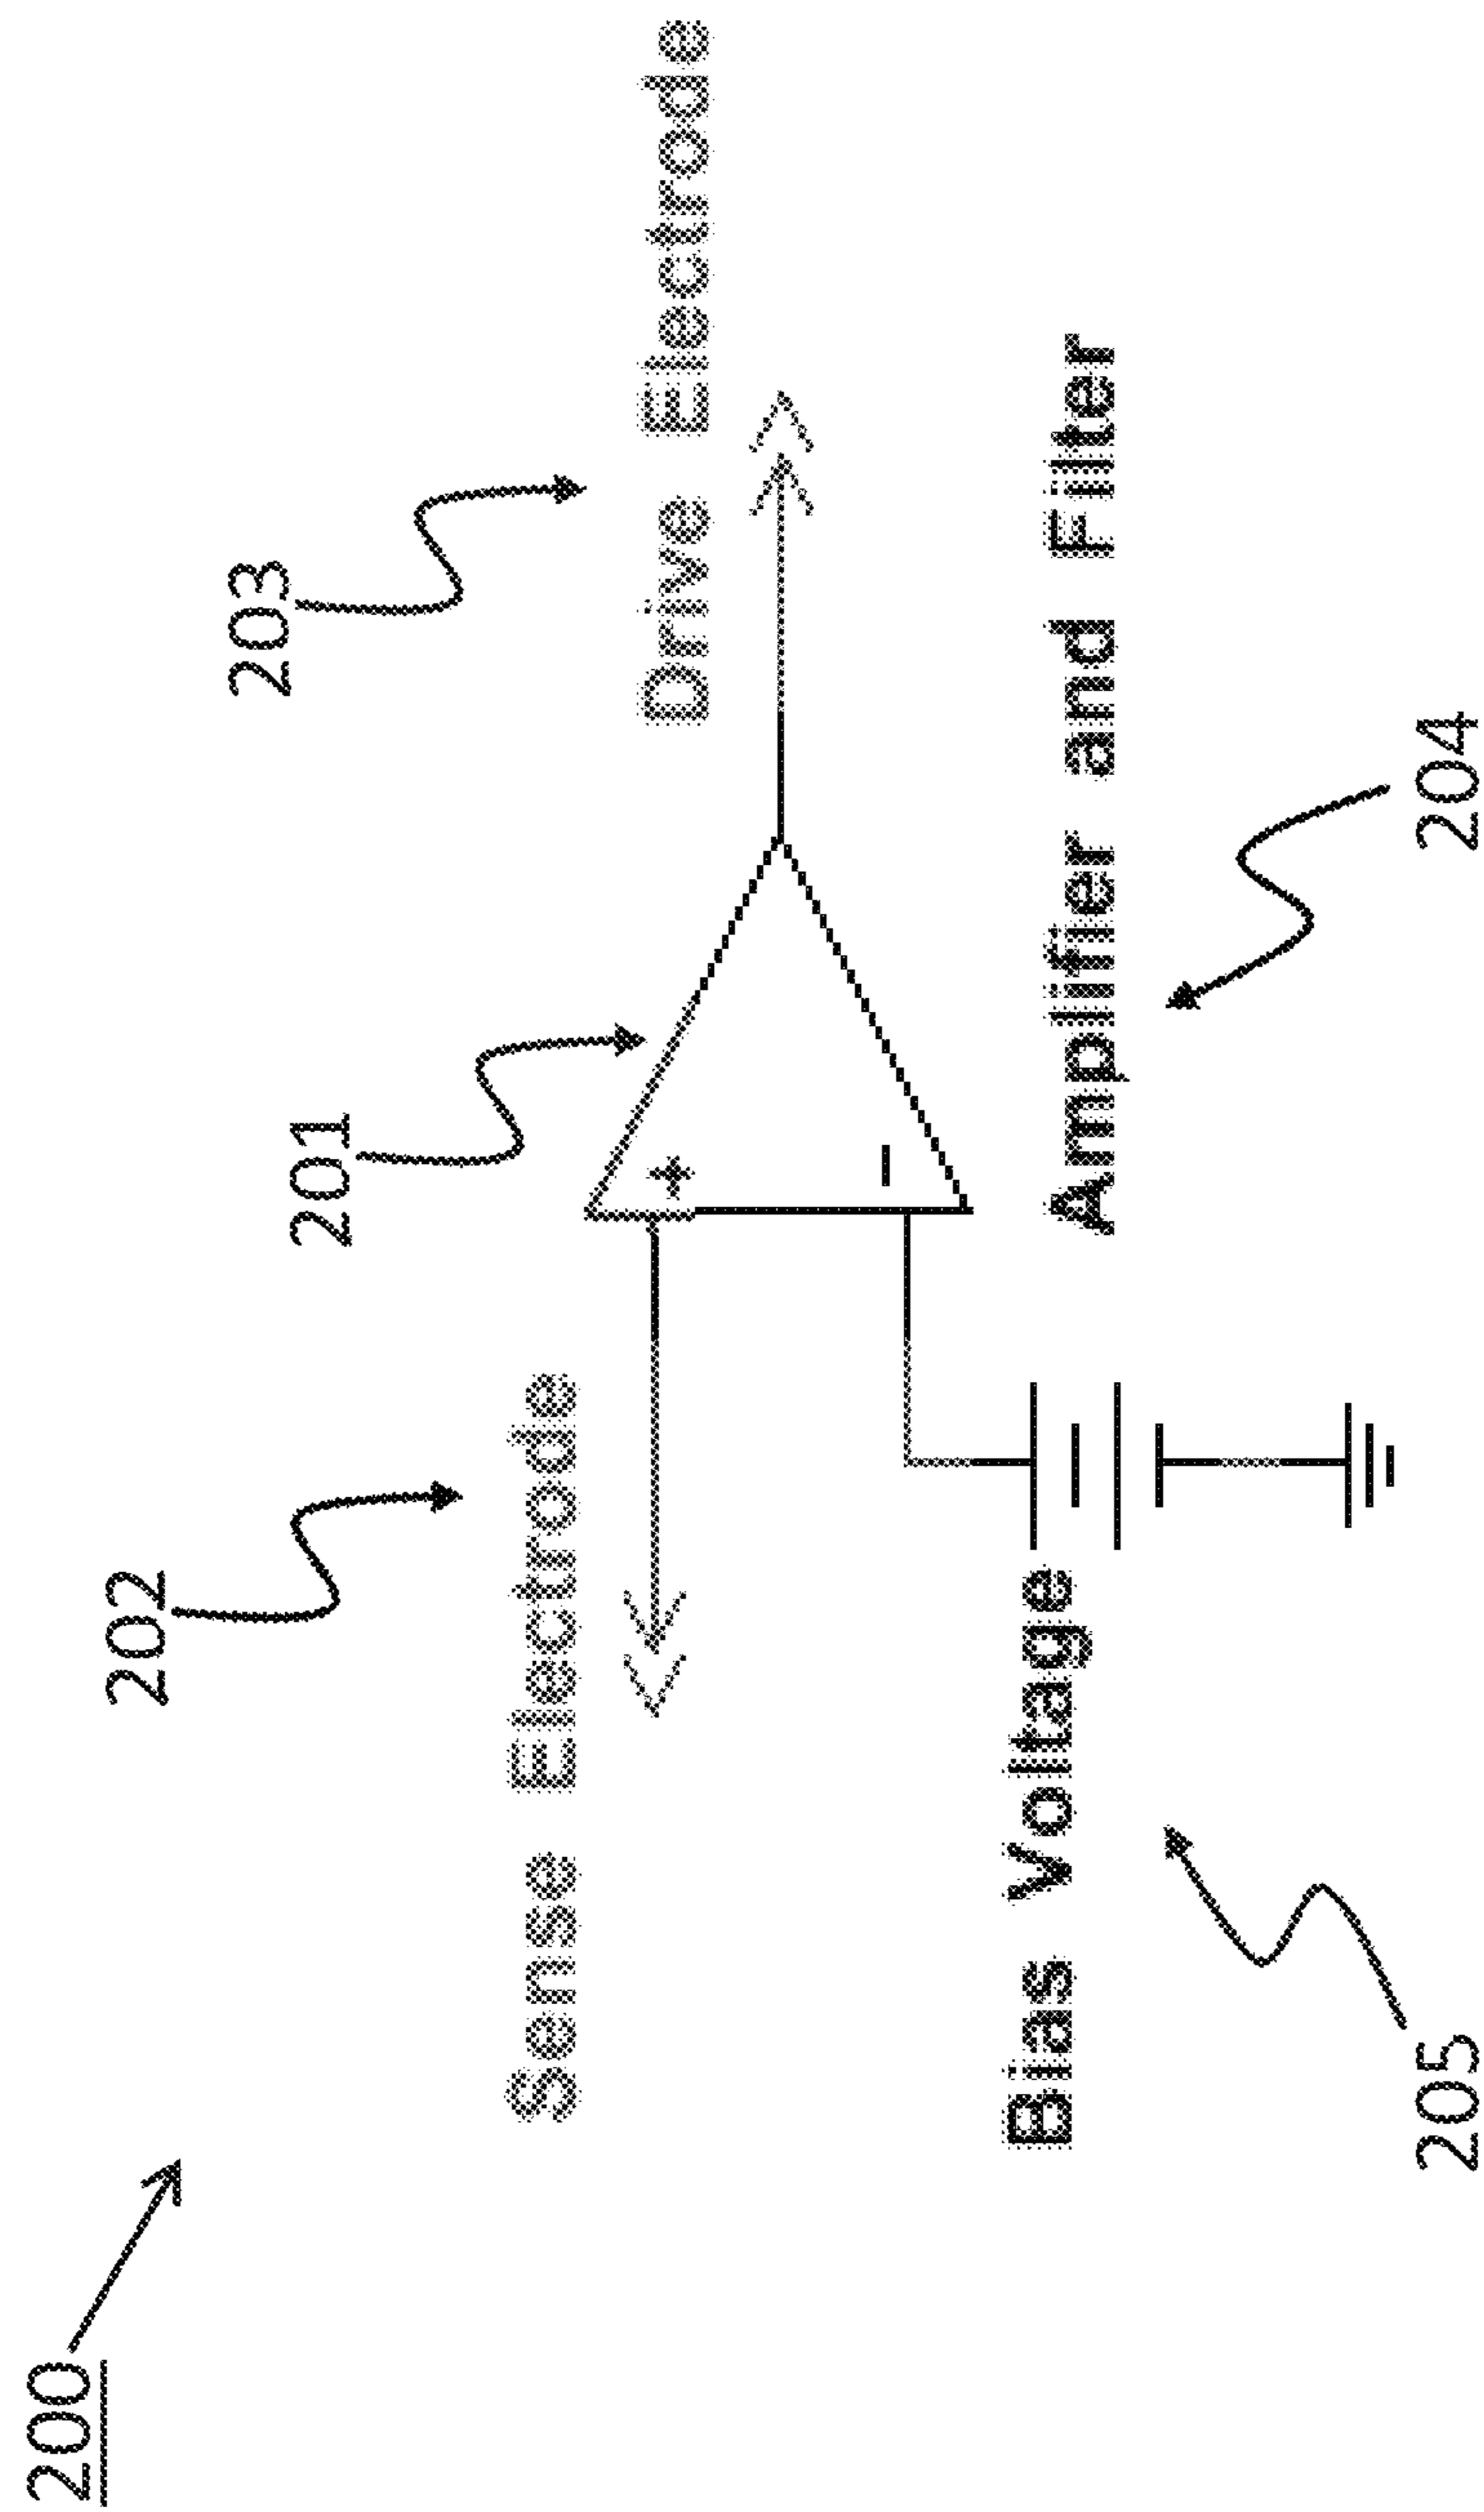 200
202
201
203
Sense Electrode
Drive Electrode
+
-
Bias Voltage
Amplifier and Filter
205
204